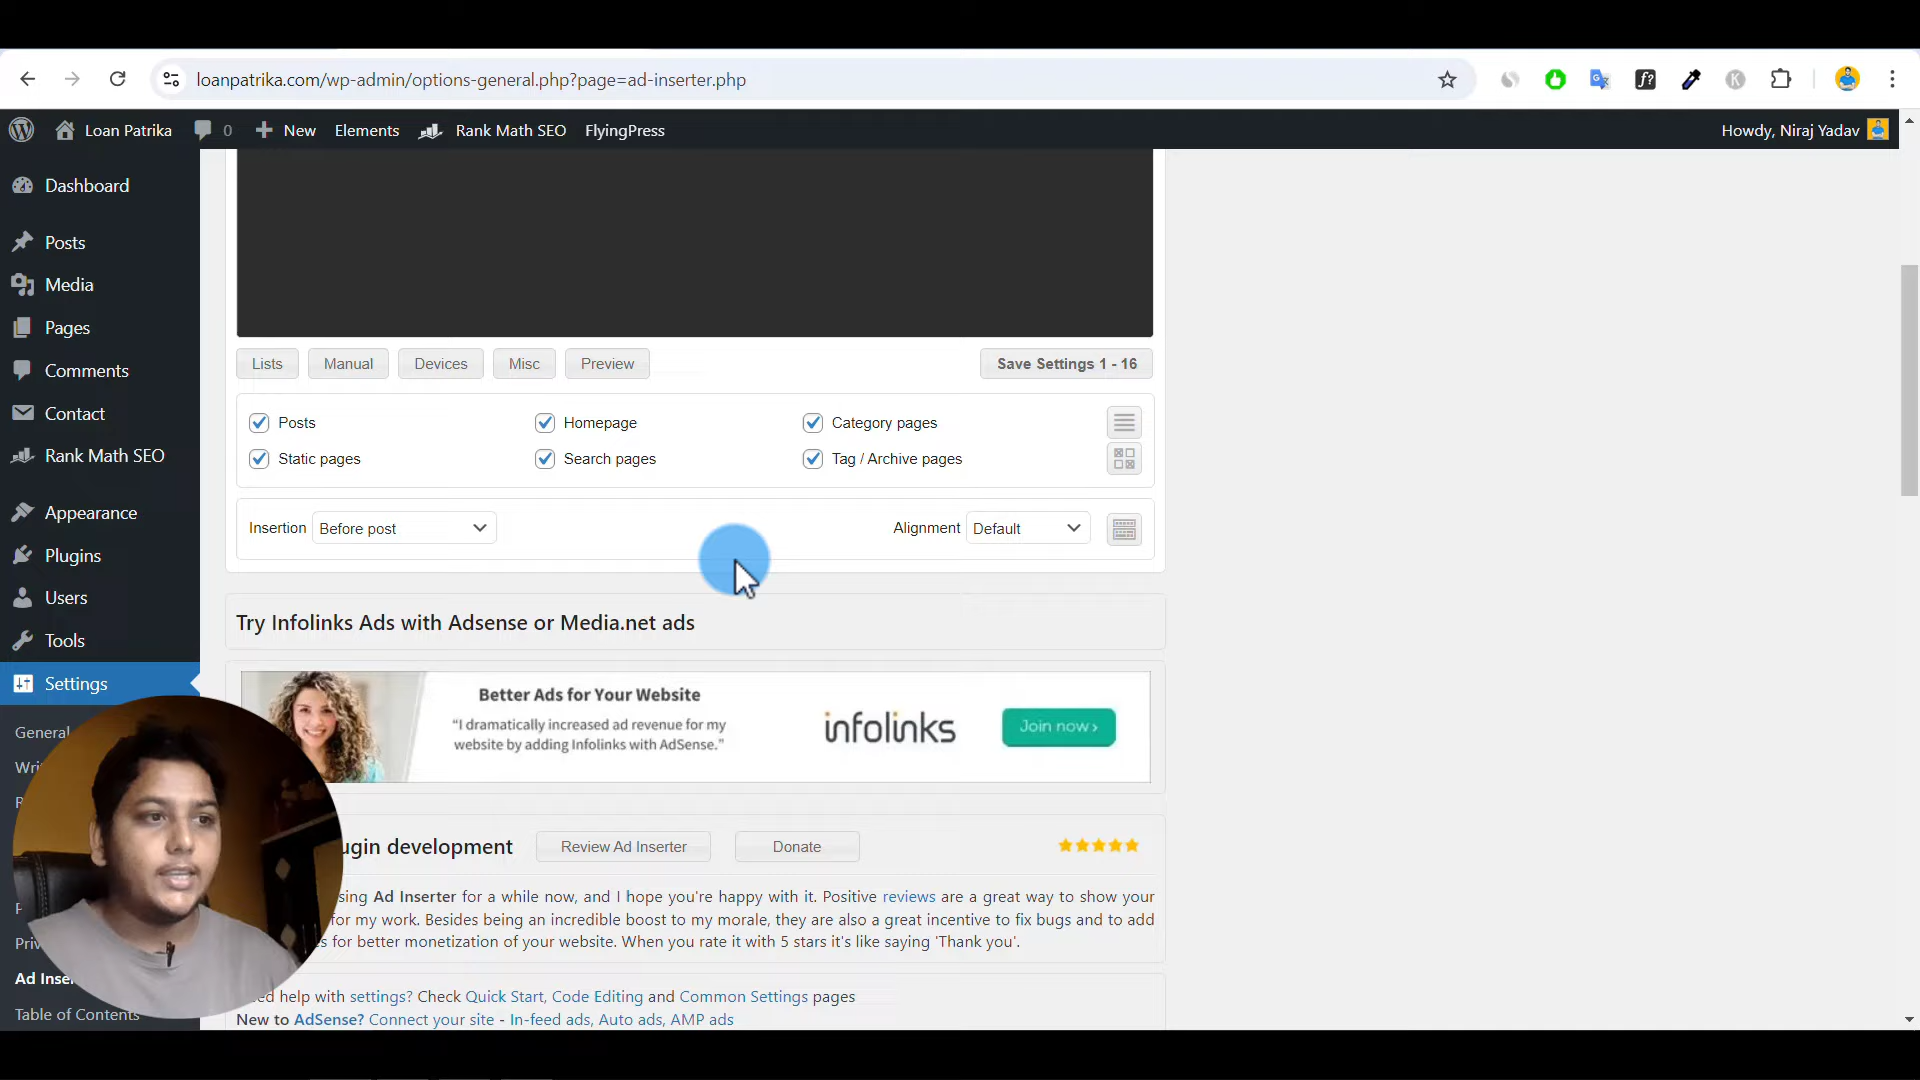 loanpatrika.com/wp-admin/options-general.php?page=ad-inserter.php
Loan Patrika 0 New Elements Rank Math SEO FlyingPress Howdy, Niraj Yadav
Dashboard
Posts
Media
Pages
Comments
Contact
Rank Math SEO
Appearance
Plugins
Users
Tools
Settings
General
Wri
R
P
Priv
Ad Inser
Table of Contents
Lists Manual Devices Misc Preview Save Settings 1 - 16
Posts Homepage Category pages
Static pages Search pages Tag / Archive pages
Insertion Before post Alignment Default
Try Infolinks Ads with Adsense or Media.net ads
Better Ads for Your Website
“I dramatically increased ad revenue for my
website by adding Infolinks with AdSense.”
infolinks
Join now ›
ugin development Review Ad Inserter Donate
sing Ad Inserter for a while now, and I hope you're happy with it. Positive reviews are a great way to show your
for my work. Besides being an incredible boost to my morale, they are also a great incentive to fix bugs and to add
s for better monetization of your website. When you rate it with 5 stars it's like saying 'Thank you'.
ed help with settings? Check Quick Start, Code Editing and Common Settings pages
New to AdSense? Connect your site - In-feed ads, Auto ads, AMP ads